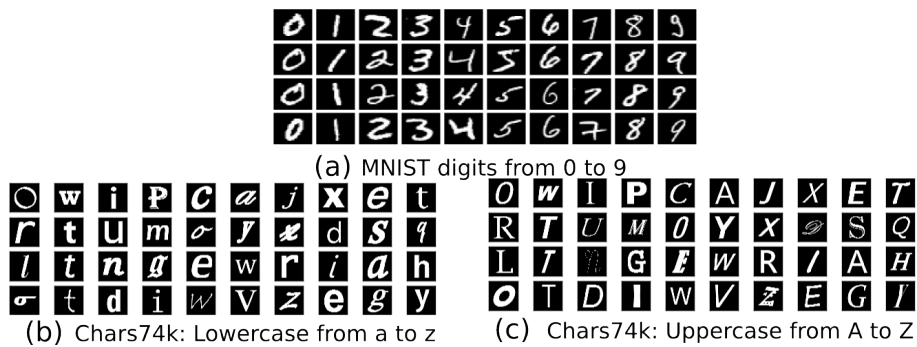 0 1 2 3 4 5 6 7 8 9
0 1 2 3 4 5 6 7 8 9
0 1 2 3 4 5 6 7 8 9
0 1 2 3 4 5 6 7 8 9
(a) MNIST digits from 0 to 9
o w i P c a j x e t
r t u m o y x d s q
l t n g e w r i a h
o t d i w v z e g y
(b) Chars74k: Lowercase from a to z
O W I P C A J X E T
R T U M O Y X D S Q
L T G E W R I A H
O T D I W V Z E G I
(c) Chars74k: Uppercase from A to Z